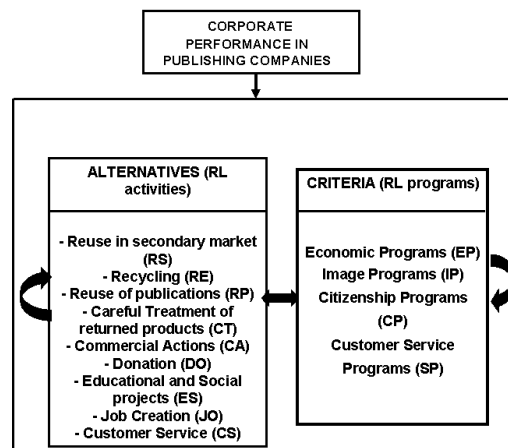 CORPORATE
PERFORMANCE IN
PUBLISHING COMPANIES
ALTERNATIVES (RL
activities)
- Reuse in secondary market
(RS)
- Recycling (RE)
- Reuse of publications (RP)
- Careful Treatment of
returned products (CT)
- Commercial Actions (CA)
- Donation (DO)
- Educational and Social
projects (ES)
- Job Creation (JO)
- Customer Service (CS)
CRITERIA (RL programs)
Economic Programs (EP)
Image Programs (IP)
Citizenship Programs
(CP)
Customer Service
Programs (SP)